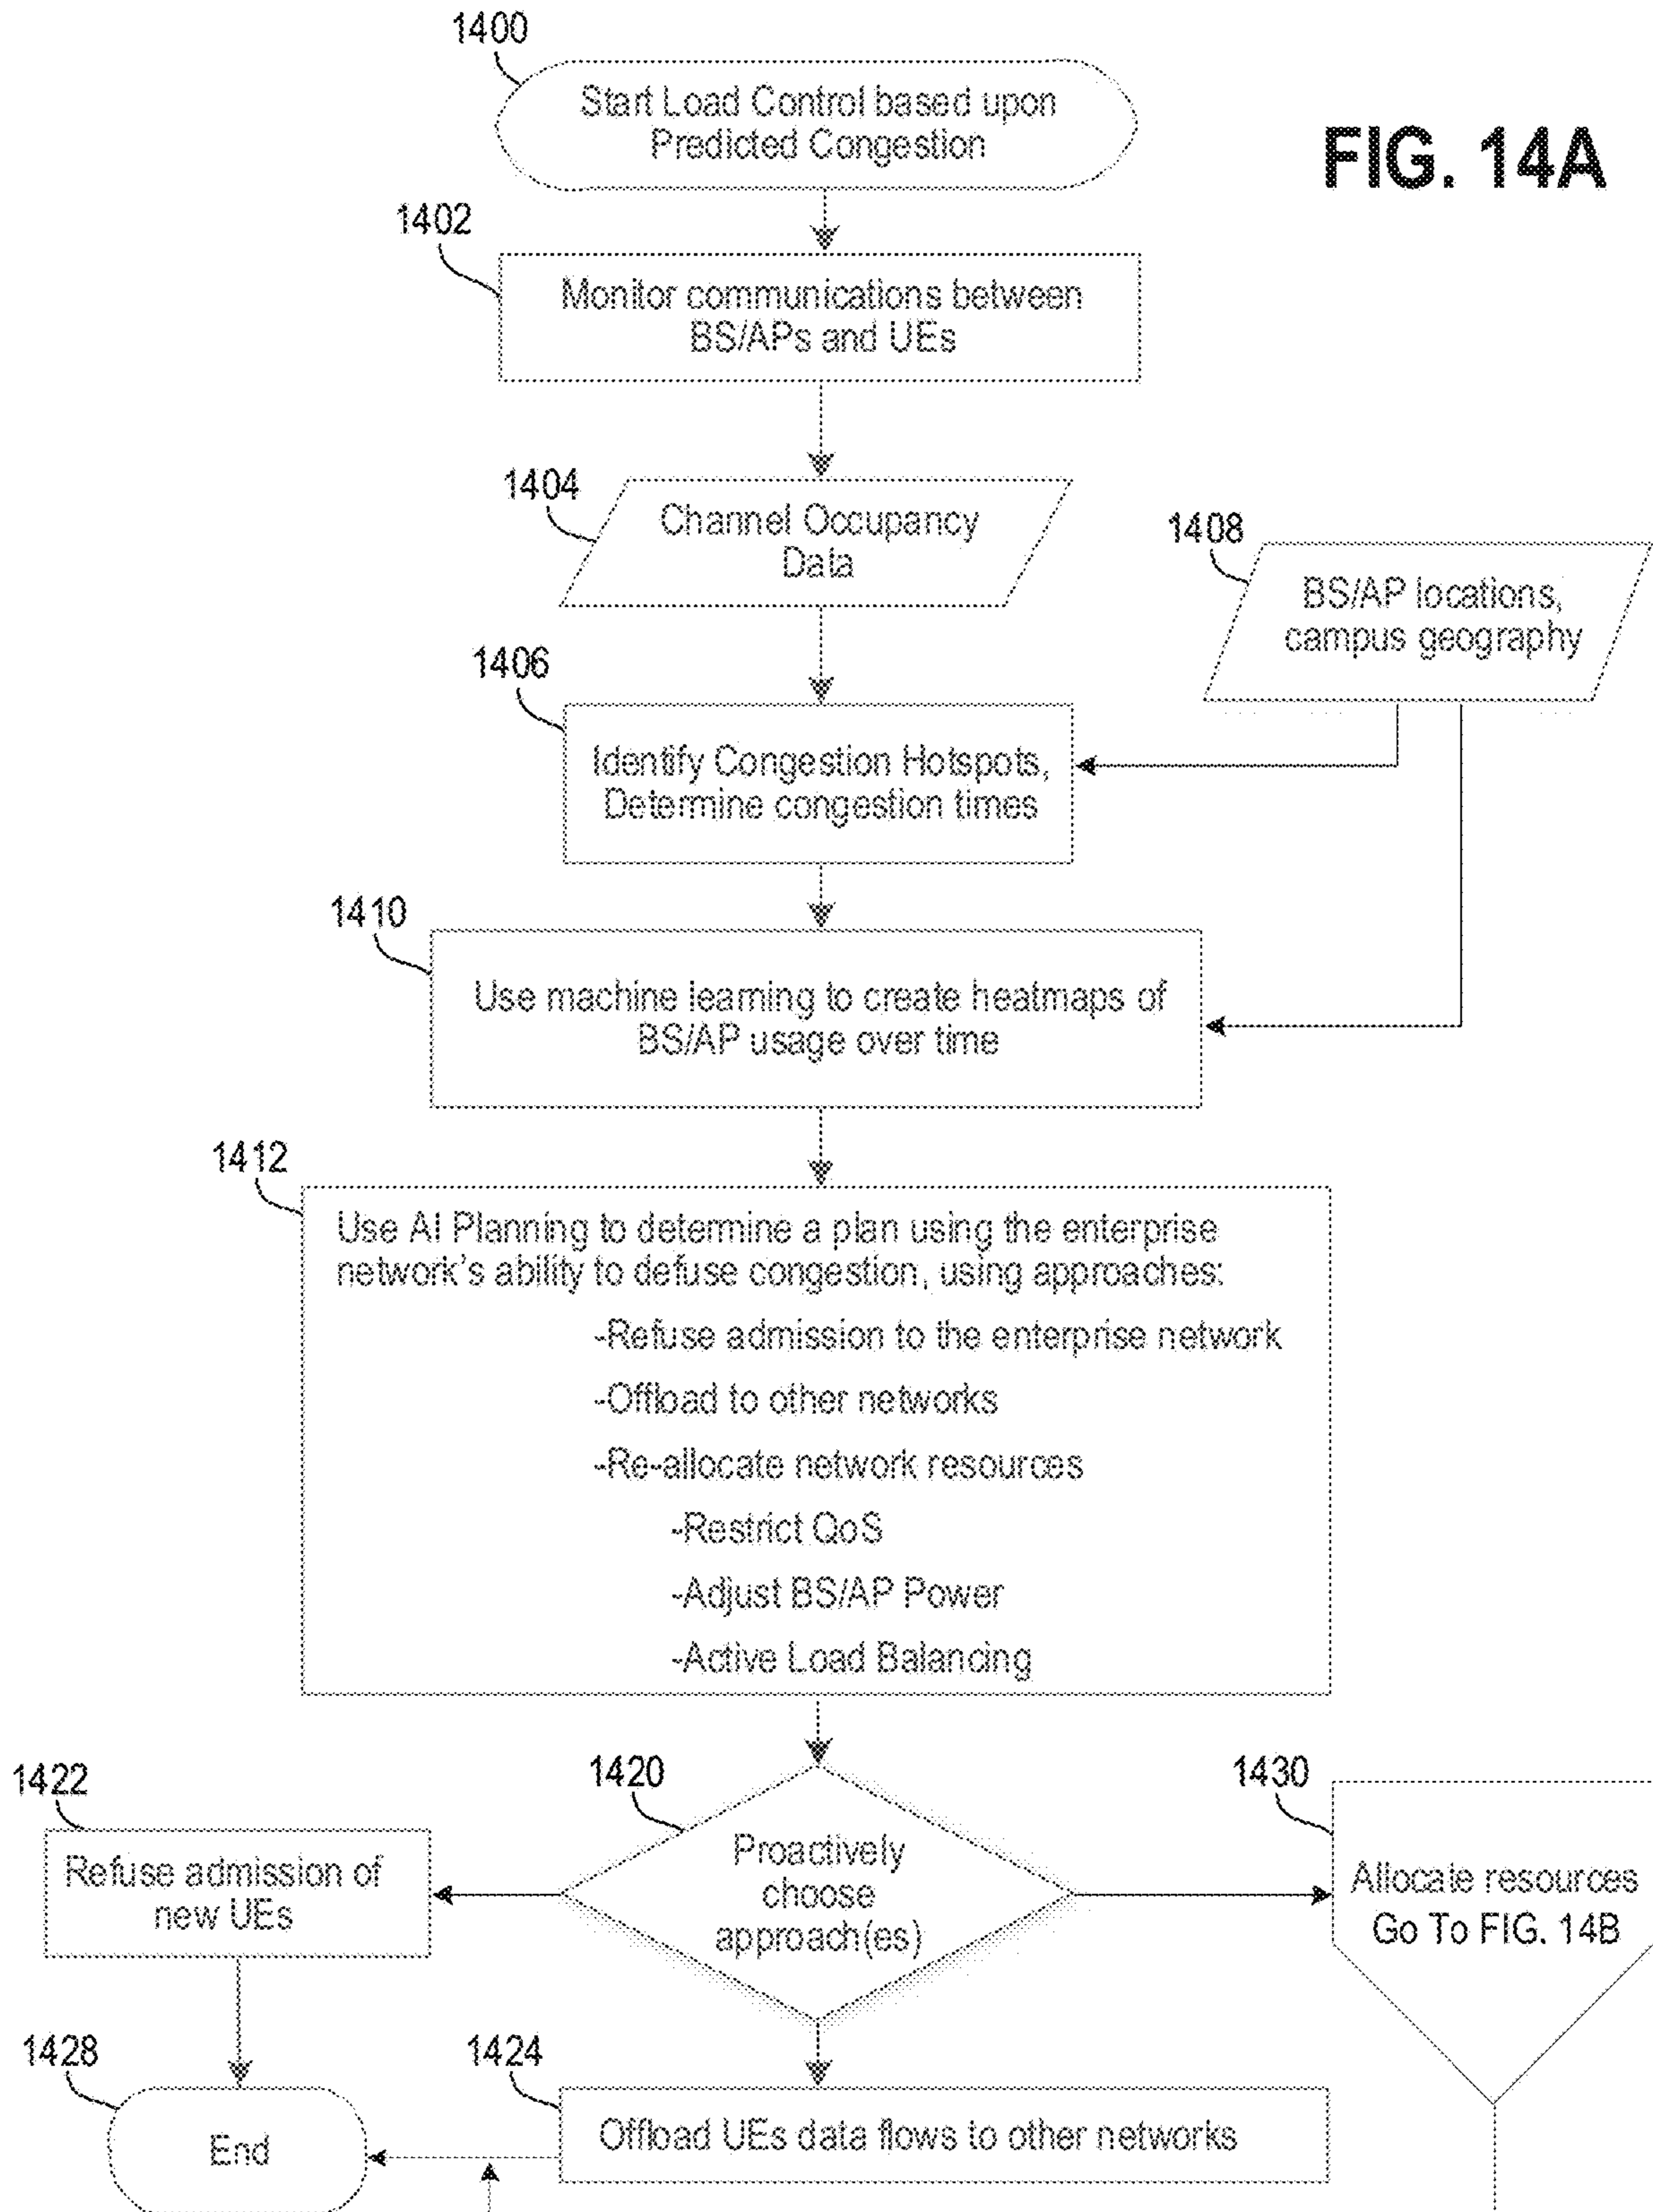 1400
Start Load Control based upon
Predicted Congestion
FIG. 14A
1402
Monitor communications between
BS/APs and UEs
1404
Channel Occupancy
Data
1408
BS/AP locations,
campus geography
1406
Identify Congestion Hotspots,
Determine congestion times
1410
Use machine learning to create heatmaps of
BS/AP usage over time
1412
Use AI Planning to determine a plan using the enterprise
network's ability to defuse congestion, using approaches:
-Refuse admission to the enterprise network
-Offload to other networks
-Re-allocate network resources
-Restrict QoS
-Adjust BS/AP Power
-Active Load Balancing
1422
Refuse admission of
new UEs
1420
Proactively
choose
approach(es)
1430
Allocate resources
Go To FIG. 14B
1428
End
1424
Offload UEs data flows to other networks